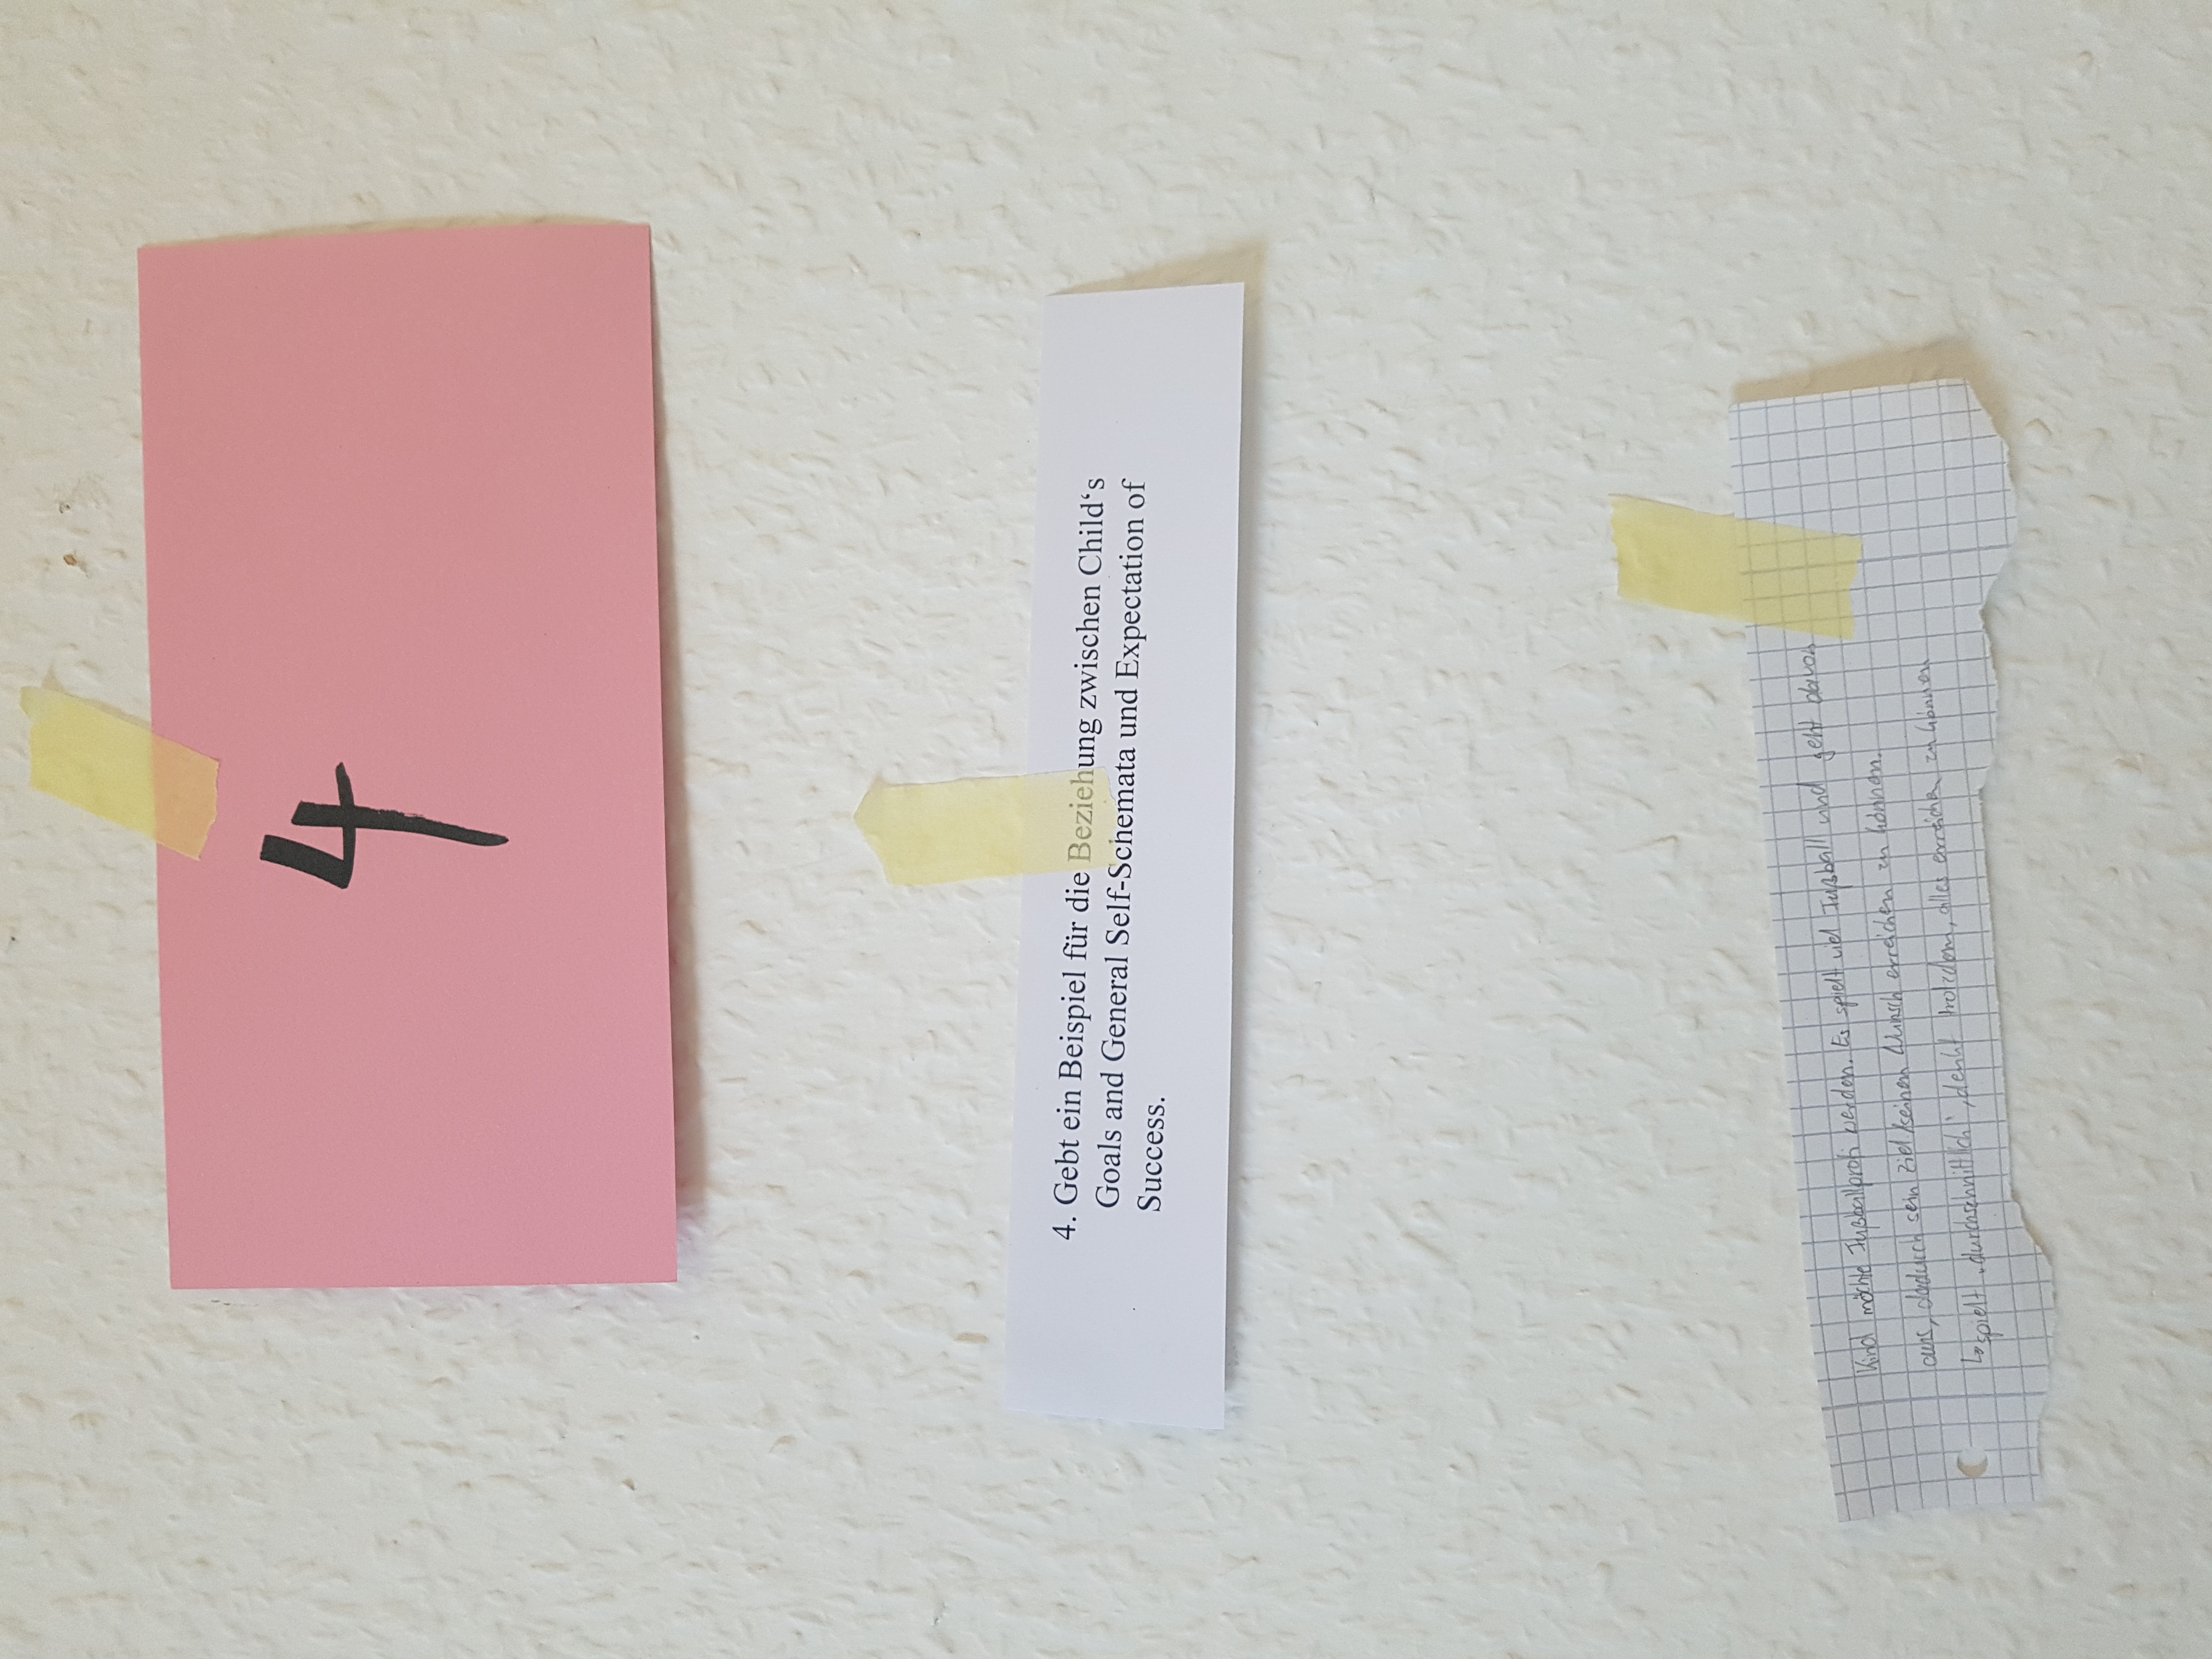 4
4. Gebt ein Beispiel für die Beziehung zwischen Child‘s
Goals and General Self-Schemata und Expectation of
Success.
Kind möchte Fußballprofi werden. Es spielt viel Fußball und geht davon
aus, dadurch sein Ziel/seinen Wunsch erreichen zu können.
↳ spielt „durchschnittlich", denkt trotzdem, alles erreichen zu können